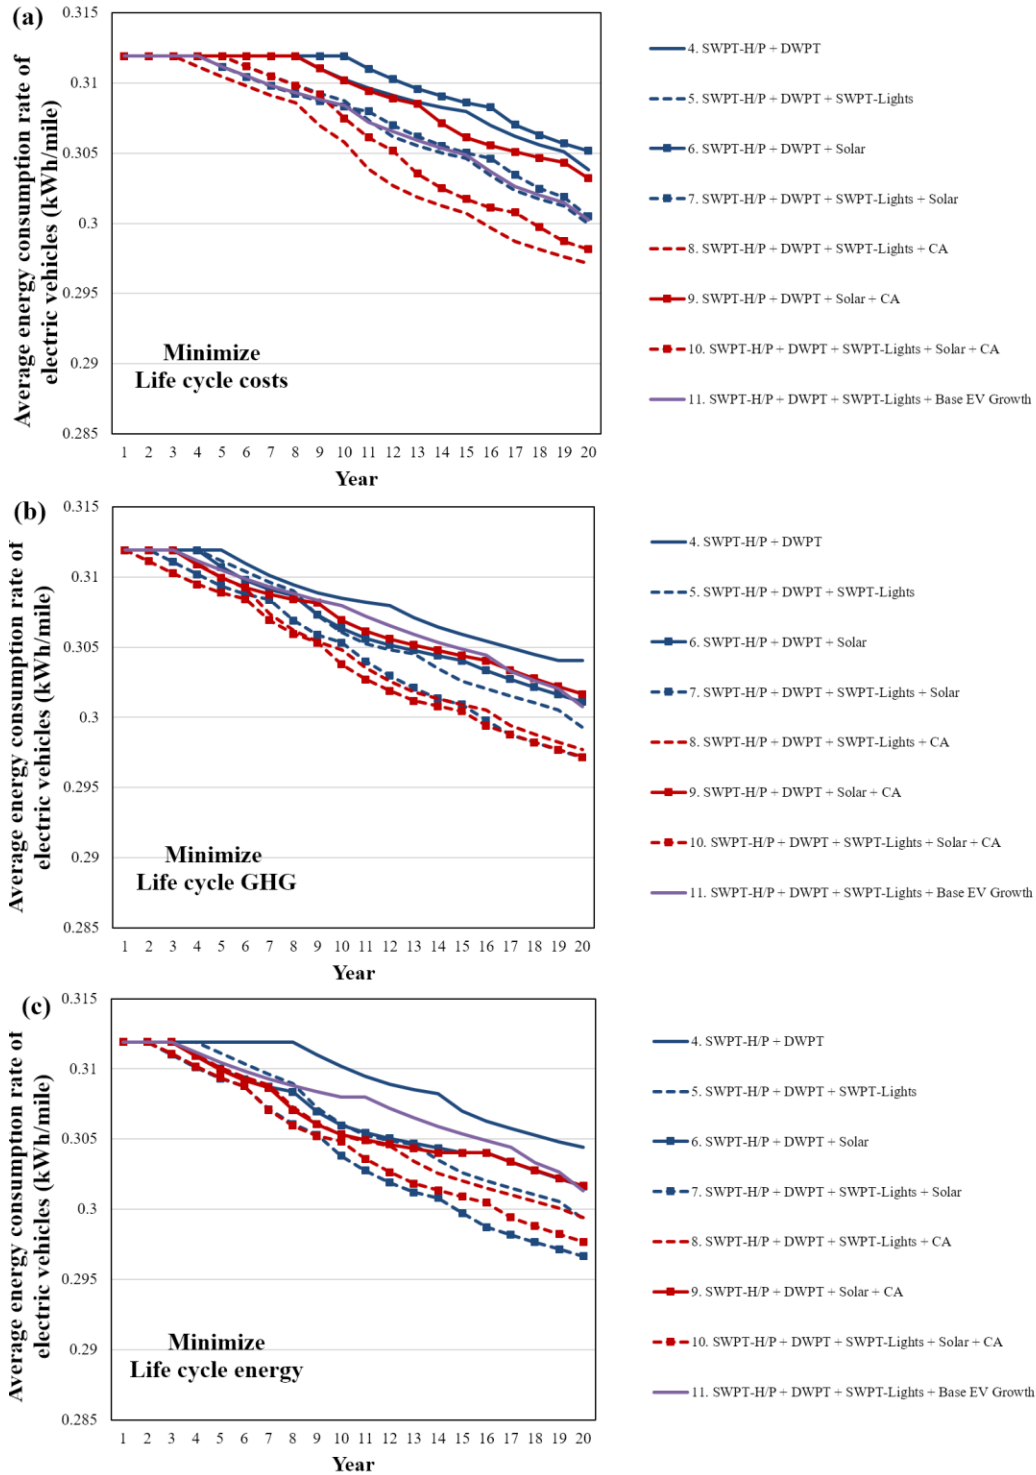 (a)
Average energy consumption rate of
electric vehicles (kWh/mile)
0.315
0.31
0.305
0.3
0.295
0.29
0.285
Minimize
Life cycle costs
1 2 3 4 5 6 7 8 9 10 11 12 13 14 15 16 17 18 19 20
Year
4. SWPT-H/P + DWPT
5. SWPT-H/P + DWPT + SWPT-Lights
6. SWPT-H/P + DWPT + Solar
7. SWPT-H/P + DWPT + SWPT-Lights + Solar
8. SWPT-H/P + DWPT + SWPT-Lights + CA
9. SWPT-H/P + DWPT + Solar + CA
10. SWPT-H/P + DWPT + SWPT-Lights + Solar + CA
11. SWPT-H/P + DWPT + SWPT-Lights + Base EV Growth
(b)
Average energy consumption rate of
electric vehicles (kWh/mile)
0.315
0.31
0.305
0.3
0.295
0.29
0.285
Minimize
Life cycle GHG
1 2 3 4 5 6 7 8 9 10 11 12 13 14 15 16 17 18 19 20
Year
4. SWPT-H/P + DWPT
5. SWPT-H/P + DWPT + SWPT-Lights
6. SWPT-H/P + DWPT + Solar
7. SWPT-H/P + DWPT + SWPT-Lights + Solar
8. SWPT-H/P + DWPT + SWPT-Lights + CA
9. SWPT-H/P + DWPT + Solar + CA
10. SWPT-H/P + DWPT + SWPT-Lights + Solar + CA
11. SWPT-H/P + DWPT + SWPT-Lights + Base EV Growth
(c)
Average energy consumption rate of
electric vehicles (kWh/mile)
0.315
0.31
0.305
0.3
0.295
0.29
0.285
Minimize
Life cycle energy
1 2 3 4 5 6 7 8 9 10 11 12 13 14 15 16 17 18 19 20
Year
4. SWPT-H/P + DWPT
5. SWPT-H/P + DWPT + SWPT-Lights
6. SWPT-H/P + DWPT + Solar
7. SWPT-H/P + DWPT + SWPT-Lights + Solar
8. SWPT-H/P + DWPT + SWPT-Lights + CA
9. SWPT-H/P + DWPT + Solar + CA
10. SWPT-H/P + DWPT + SWPT-Lights + Solar + CA
11. SWPT-H/P + DWPT + SWPT-Lights + Base EV Growth